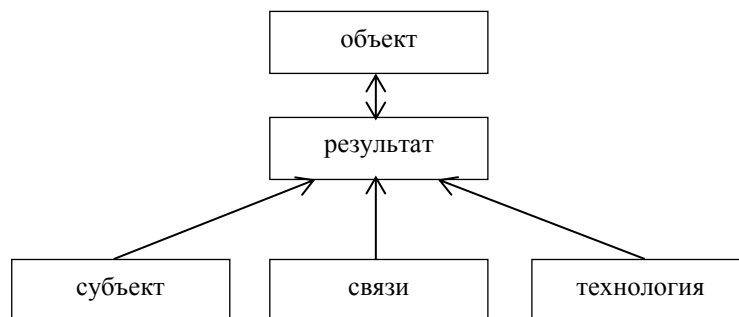 объект
результат
субъект
связи
технология